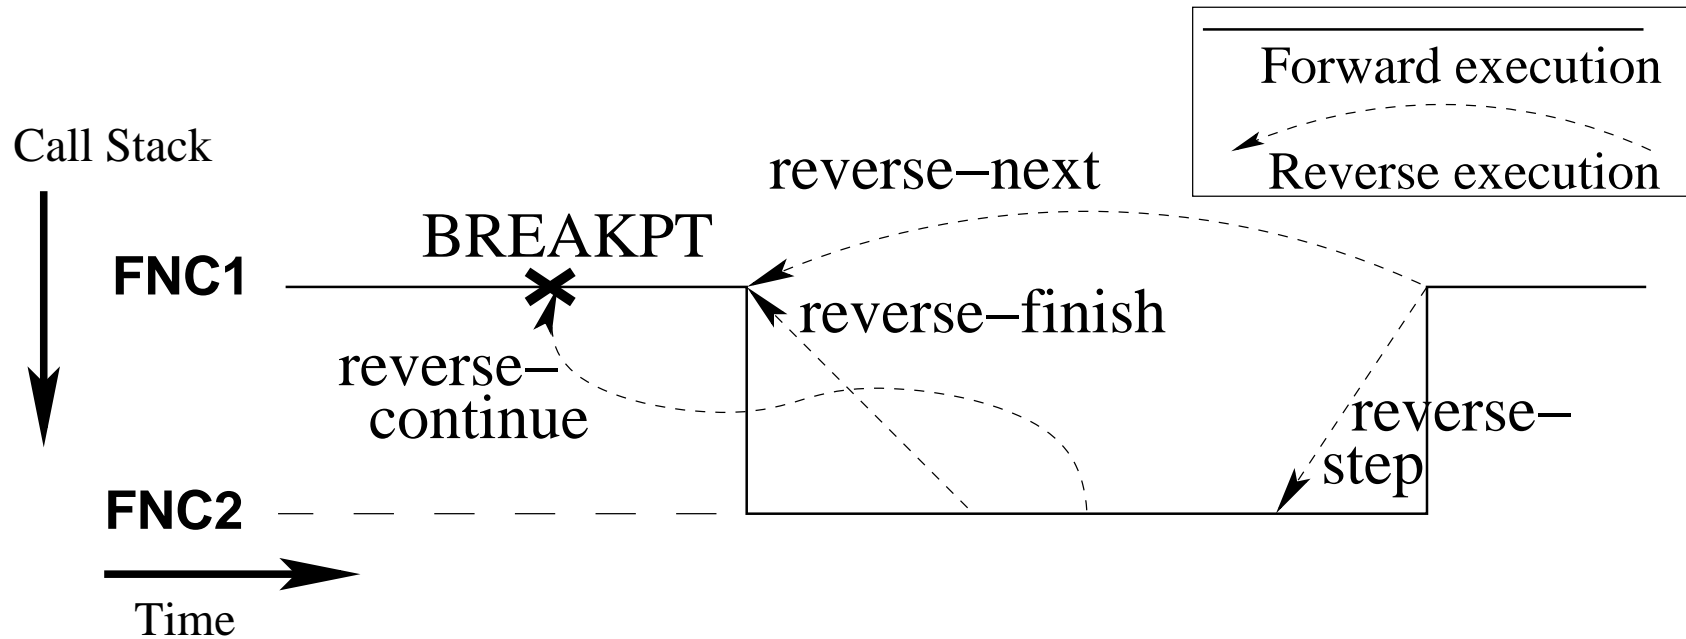 Forward execution
Reverse execution
Call Stack
reverse−next
BREAKPT
FNC1
reverse−finish
reverse−
continue
reverse−
step
FNC2
Time